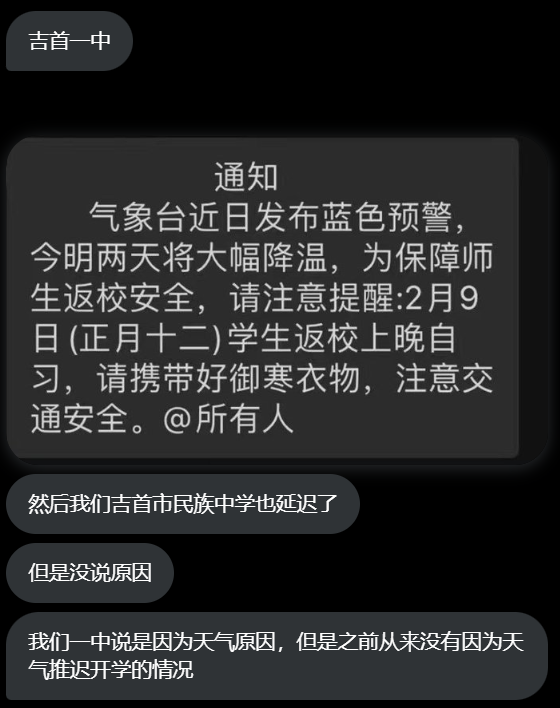 吉首一中
通知
气象台近日发布蓝色预警，
今明两天将大幅降温，为保障师
生返校安全，请注意提醒:2月9
日(正月十二)学生返校上晚自
习，请携带好御寒衣物，注意交
通安全。@所有人
然后我们吉首市民族中学也延迟了
但是没说原因
我们一中说是因为天气原因，但是之前从来没有因为天
气推迟开学的情况